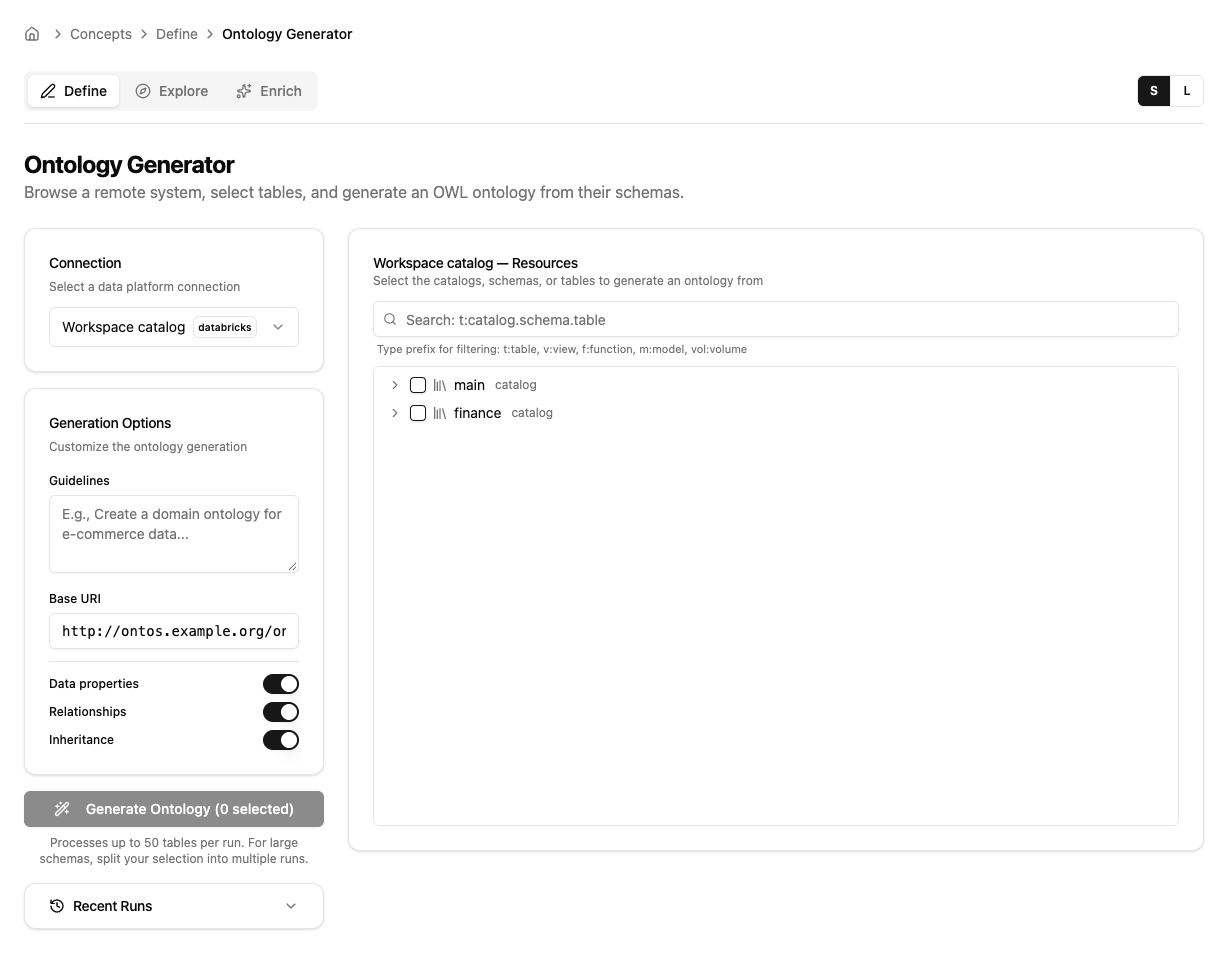 Concepts Define Ontology Generator
Define Explore Enrich
S L
Ontology Generator
Browse a remote system, select tables, and generate an OWL ontology from their schemas.
Connection
Select a data platform connection
Workspace catalog databricks
Generation Options
Customize the ontology generation
Guidelines
E.g., Create a domain ontology for
e-commerce data...
Base URI
http://ontos.example.org/or
Data properties
Relationships
Inheritance
Generate Ontology (0 selected)
Processes up to 50 tables per run. For large
schemas, split your selection into multiple runs.
Recent Runs
Workspace catalog — Resources
Select the catalogs, schemas, or tables to generate an ontology from
Search: t:catalog.schema.table
Type prefix for filtering: t:table, v:view, f:function, m:model, vol:volume
main catalog
finance catalog